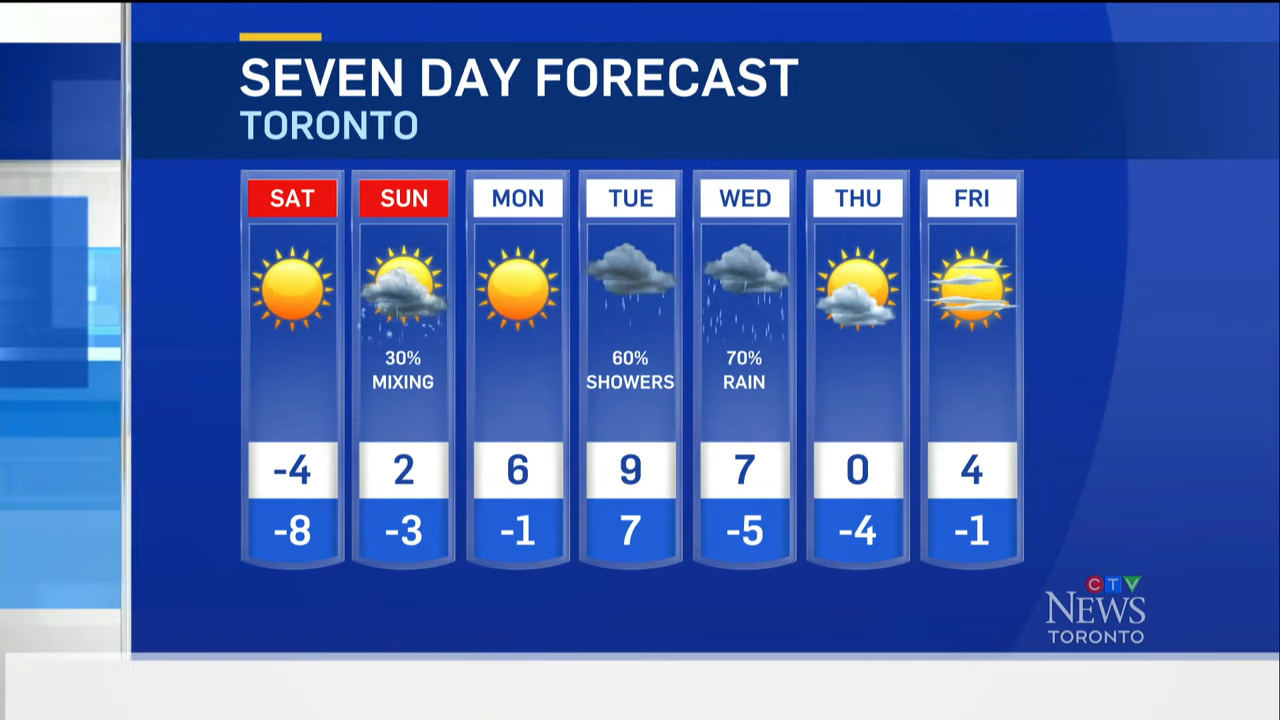 SEVEN DAY FORECAST
TORONTO
SAT SUN MON TUE WED THU FRI
30% 60% 70%
MIXING SHOWERS RAIN
-4 2 6 9 7 0 4
-8 -3 -1 7 -5 -4 -1
CTV
NEWS
TORONTO